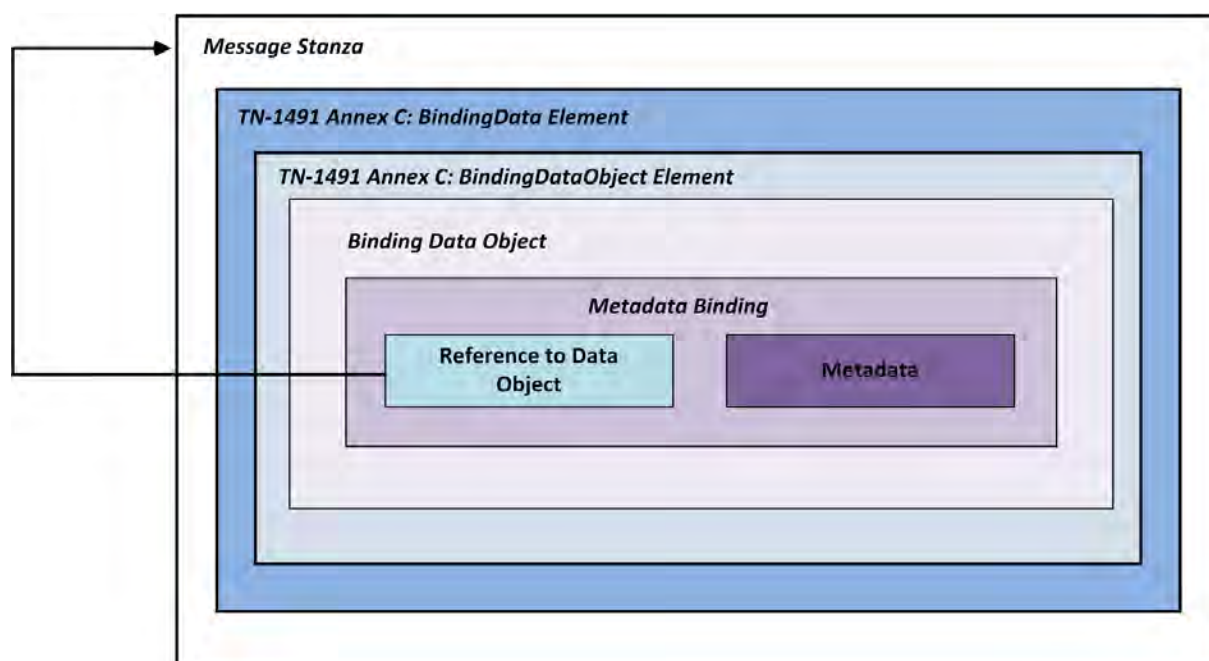 Message Stanza
TN-1491 Annex C: BindingData Element
TN-1491 Annex C: BindingDataObject Element
Binding Data Object
Metadata Binding
Reference to Data
Object
Metadata